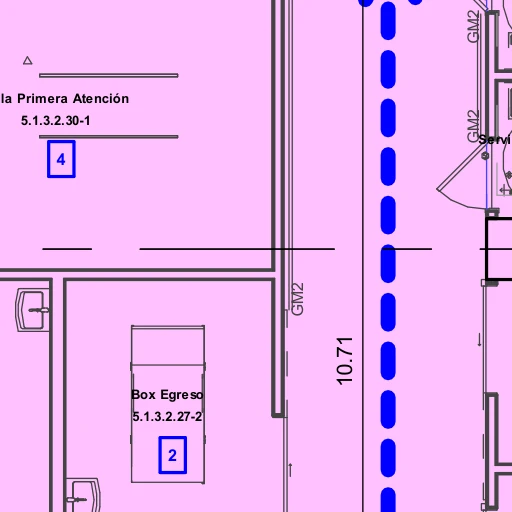 GM2
la Primera Atención
5.1.3.2.30-1
GM2
Servi
4
GM2
10.71
Box Egreso
5.1.3.2.27-2
2